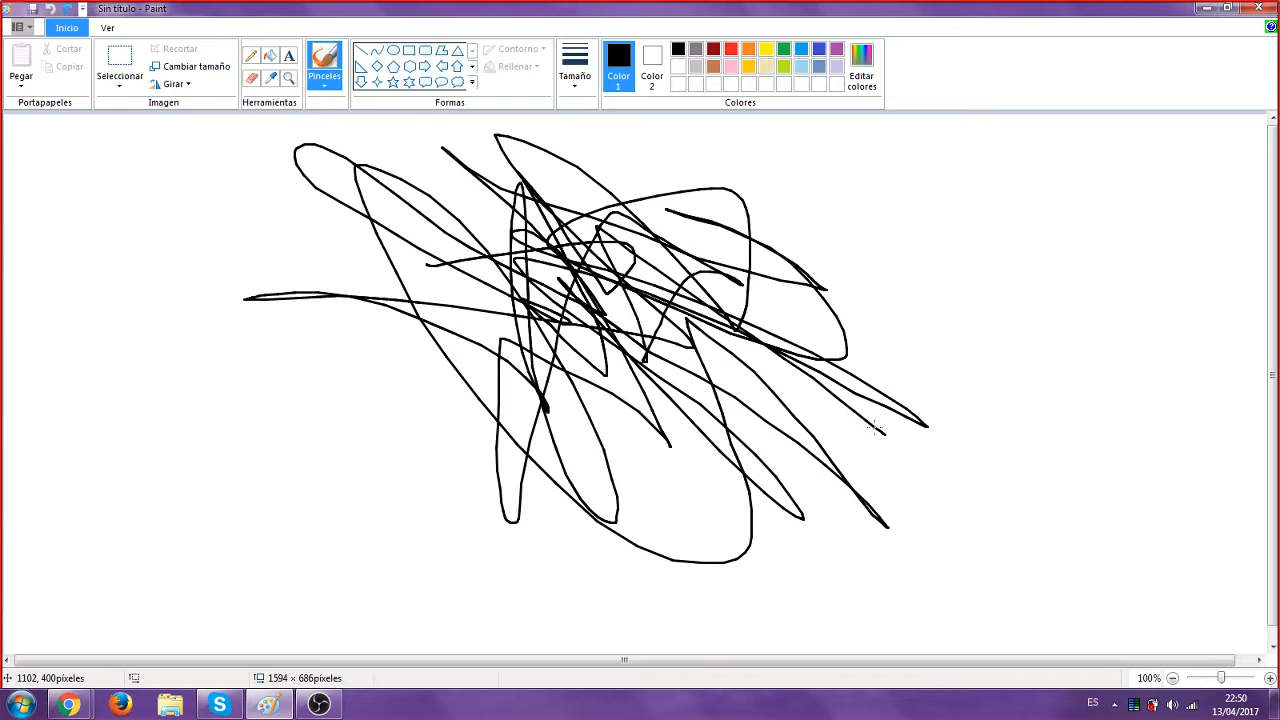 Sin título - Paint
Inicio Ver
Pegar
Cortar
Copiar
Portapapeles
Seleccionar
Recortar
Cambiar tamaño
Girar
Imagen
A
Herramientas
Pinceles
Contorno
Rellenar
Formas
Tamaño
Color 1
Color 2
Editar colores
Colores
1102, 400píxeles
1594 × 686píxeles
100%
ES
22:50
13/04/2017